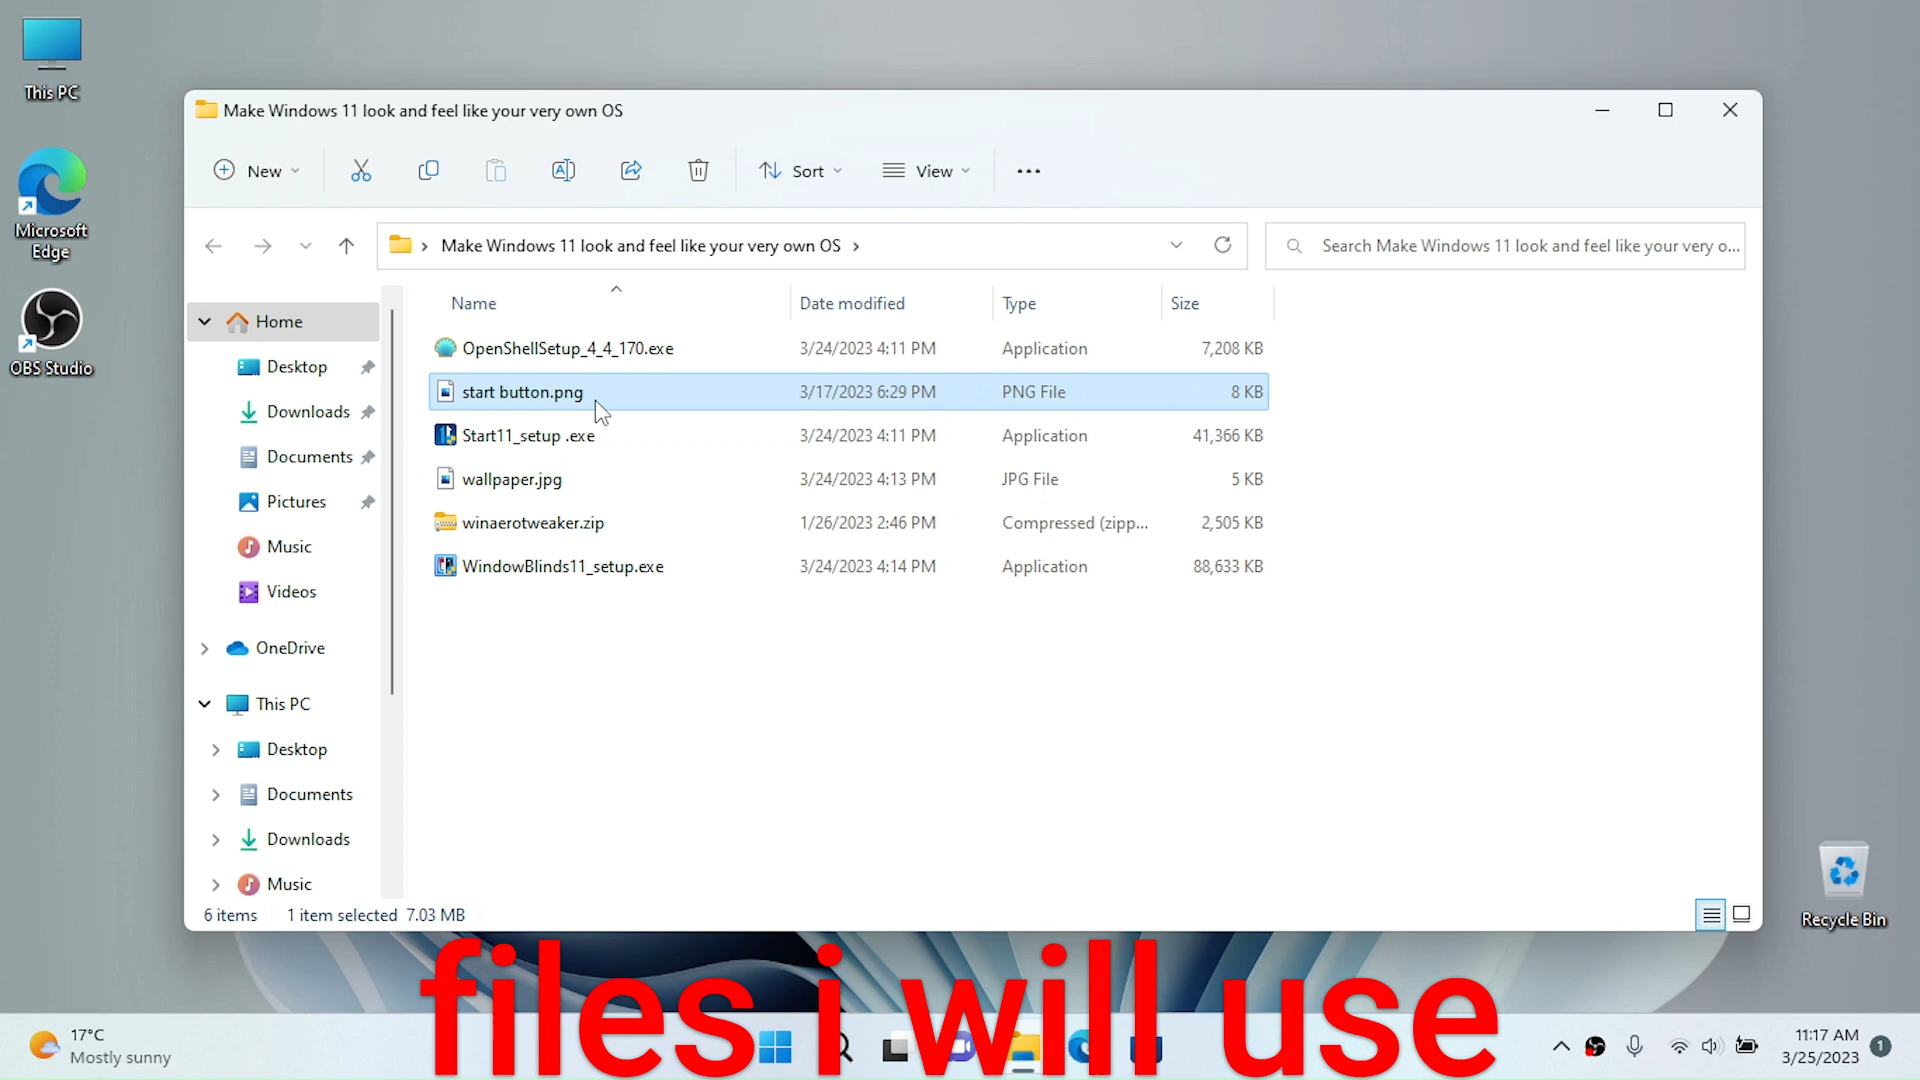 This PC
Microsoft
Edge
OBS Studio
Make Windows 11 look and feel like your very own OS
New
Sort
View
Make Windows 11 look and feel like your very own OS
Search Make Windows 11 look and feel like your very o...
Home
Desktop
Downloads
Documents
Pictures
Music
Videos
OneDrive
This PC
Desktop
Documents
Downloads
Music
Name Date modified Type Size
OpenShellSetup_4_4_170.exe 3/24/2023 4:11 PM Application 7,208 KB
start button.png 3/17/2023 6:29 PM PNG File 8 KB
Start11_setup .exe 3/24/2023 4:11 PM Application 41,366 KB
wallpaper.jpg 3/24/2023 4:13 PM JPG File 5 KB
winaerotweaker.zip 1/26/2023 2:46 PM Compressed (zipp... 2,505 KB
WindowBlinds11_setup.exe 3/24/2023 4:14 PM Application 88,633 KB
6 items 1 item selected 7.03 MB
Recycle Bin
files i will use
17°C
Mostly sunny
11:17 AM
3/25/2023
1